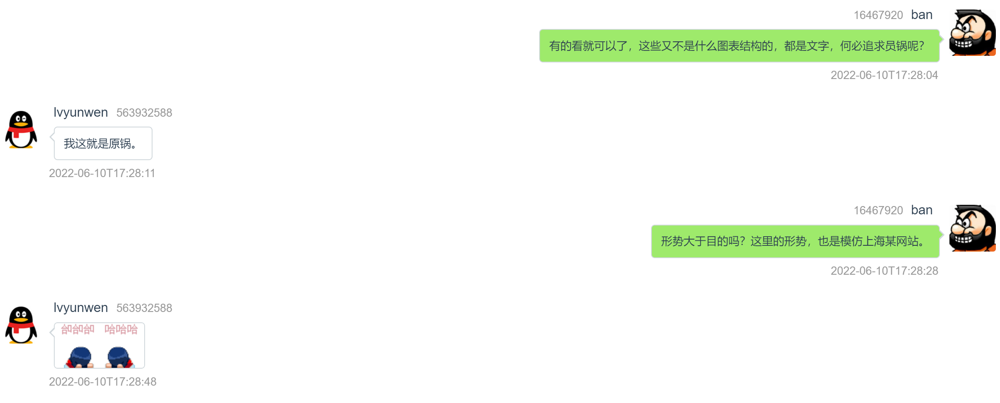 16467920 ban
有的看就可以了，这些又不是什么图表结构的，都是文字，何必追求员锅呢？
2022-06-10T17:28:04
lvyunwen 563932588
我这就是原锅。
2022-06-10T17:28:11
16467920 ban
形势大于目的吗？这里的形势，也是模仿上海某网站。
2022-06-10T17:28:28
lvyunwen 563932588
哈哈哈
2022-06-10T17:28:48